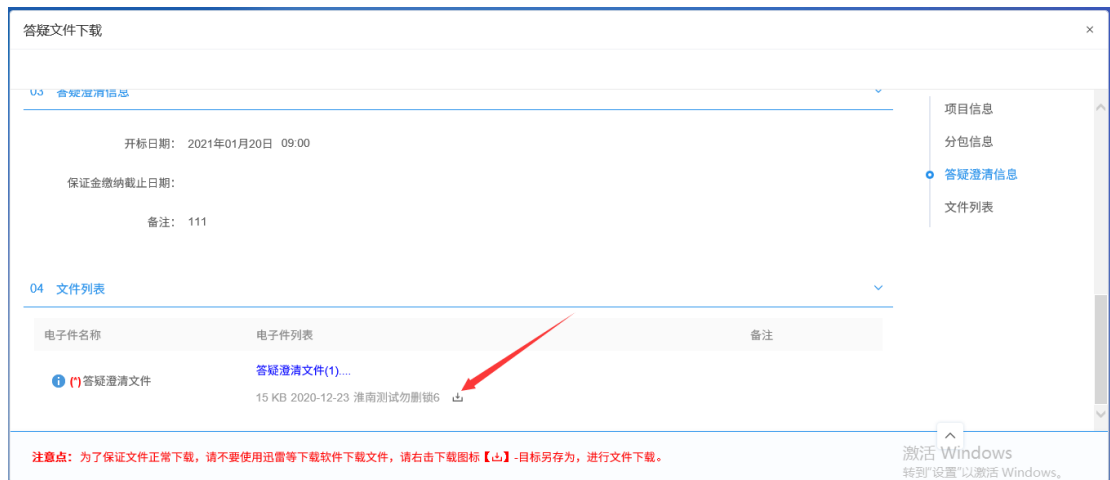 答疑文件下载
×
03 答疑澄清信息
开标日期： 2021年01月20日 09:00
保证金缴纳截止日期：
备注： 111
项目信息
分包信息
答疑澄清信息
文件列表
04 文件列表
电子件名称 电子件列表 备注
(*)答疑澄清文件
答疑澄清文件(1)....
15 KB 2020-12-23 淮南测试勿删锁6
注意点：为了保证文件正常下载，请不要使用迅雷等下载软件下载文件，请右击下载图标【】-目标另存为，进行文件下载。
激活 Windows
转到"设置"以激活 Windows。